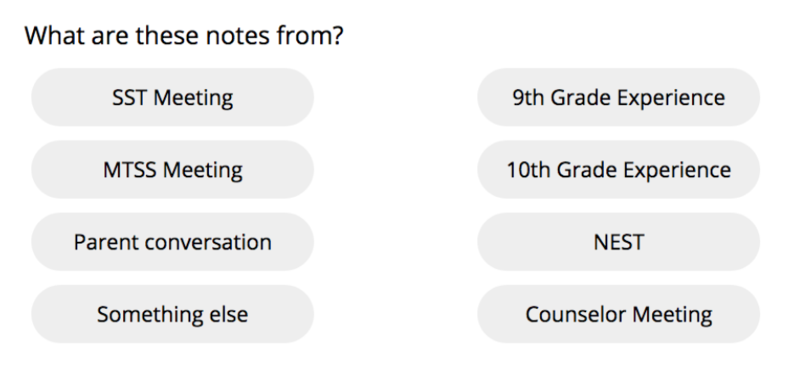 What are these notes from?
SST Meeting
9th Grade Experience
MTSS Meeting
10th Grade Experience
Parent conversation
NEST
Something else
Counselor Meeting